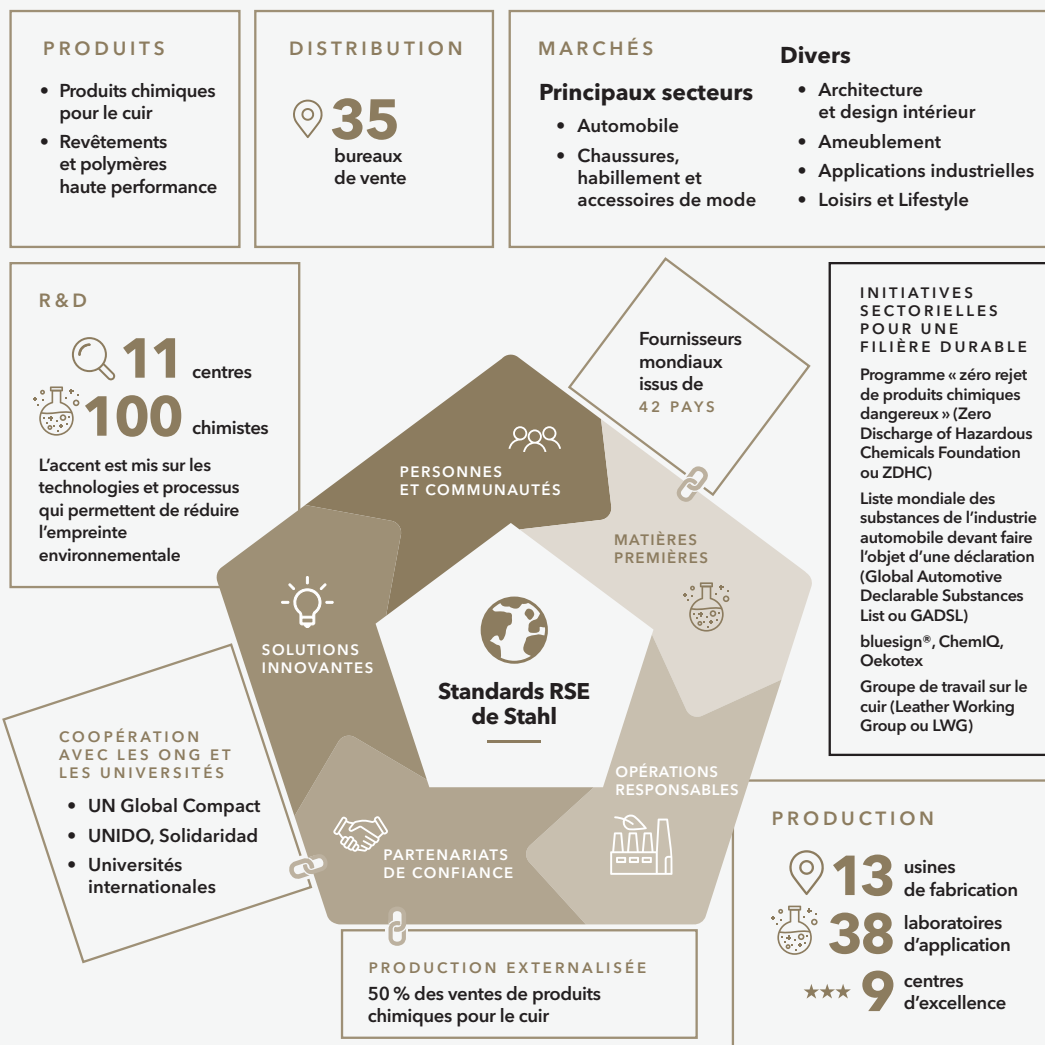 PRODUITS
• Produits chimiques
pour le cuir
• Revêtements
et polymères
haute performance
DISTRIBUTION
35
bureaux
de vente
MARCHÉS
Principaux secteurs
• Automobile
• Chaussures,
habillement et
accessoires de mode
Divers
• Architecture
et design intérieur
• Ameublement
• Applications industrielles
• Loisirs et Lifestyle
R&D
11 centres
100 chimistes
L’accent est mis sur les
technologies et processus
qui permettent de réduire
l’empreinte
environnementale
Fournisseurs
mondiaux
issus de
42 PAYS
INITIATIVES
SECTORIELLES
POUR UNE
FILIÈRE DURABLE
Programme « zéro rejet
de produits chimiques
dangereux » (Zero
Discharge of Hazardous
Chemicals Foundation
ou ZDHC)
Liste mondiale des
substances de l’industrie
automobile devant faire
l’objet d’une déclaration
(Global Automotive
Declarable Substances
List ou GADSL)
bluesign®, ChemIQ,
Oekotex
Groupe de travail sur le
cuir (Leather Working
Group ou LWG)
PERSONNES
ET COMMUNAUTÉS
MATIÈRES
PREMIÈRES
SOLUTIONS
INNOVANTES
Standards RSE
de Stahl
OPÉRATIONS
RESPONSABLES
PARTENARIATS
DE CONFIANCE
COOPÉRATION
AVEC LES ONG ET
LES UNIVERSITÉS
• UN Global Compact
• UNIDO, Solidaridad
• Universités
internationales
PRODUCTION EXTERNALISÉE
50 % des ventes de produits
chimiques pour le cuir
PRODUCTION
13 usines
de fabrication
38 laboratoires
d’application
9 centres
d’excellence